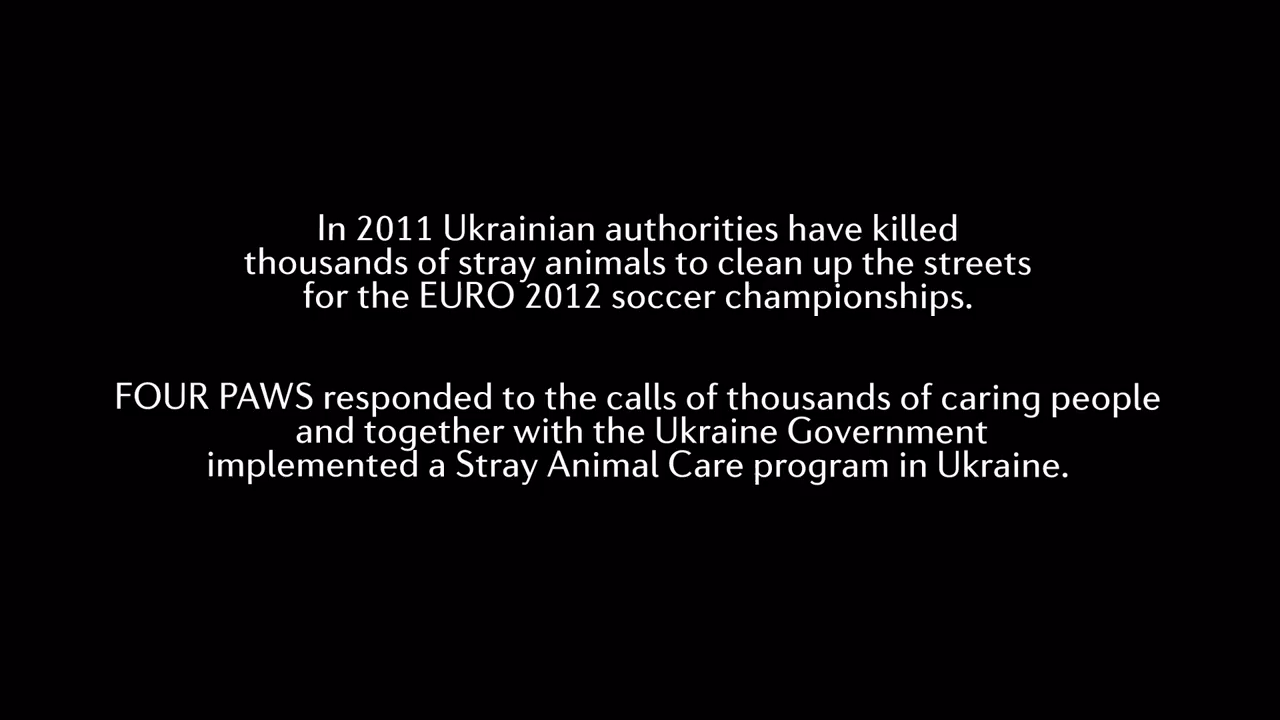 In 2011 Ukrainian authorities have killed
thousands of stray animals to clean up the streets
for the EURO 2012 soccer championships.
FOUR PAWS responded to the calls of thousands of caring people
and together with the Ukraine Government
implemented a Stray Animal Care program in Ukraine.